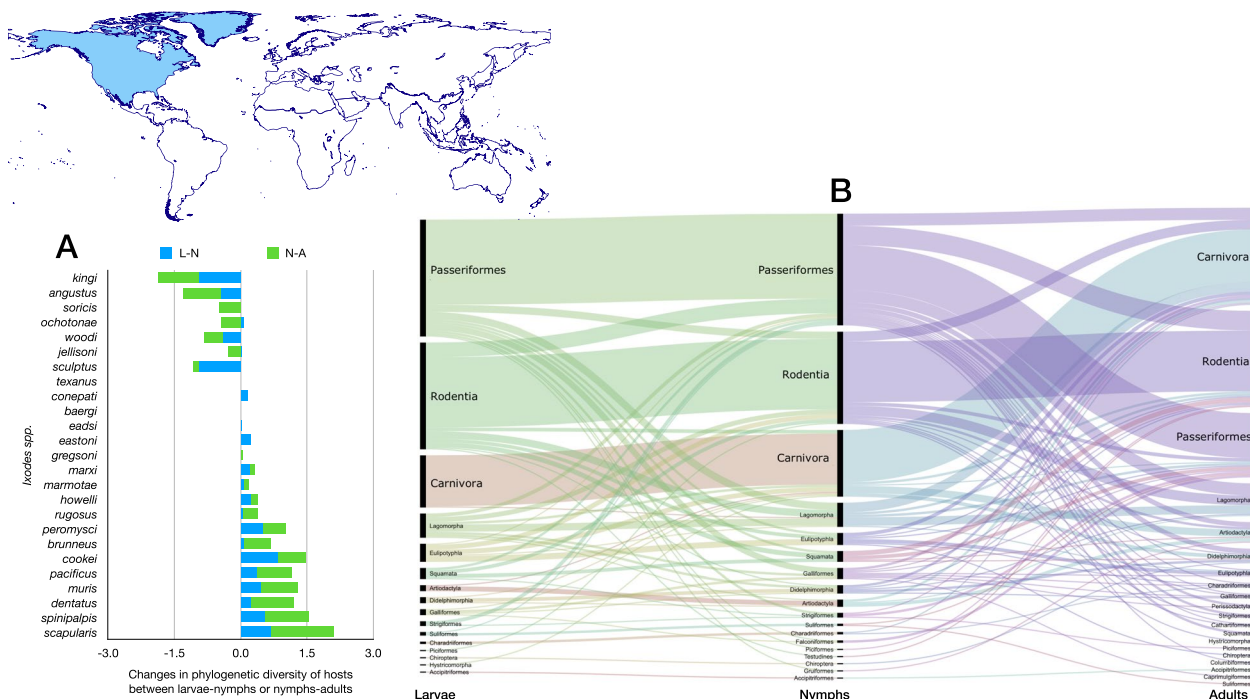 B
A
L-N
N-A
Ixodes spp.
kingi
angustus
soricis
ochotonae
woodi
jellisoni
sculptus
texanus
conepati
baergi
eadsi
eastoni
gregsoni
marxi
marmotae
howelli
rugosus
peromysci
brunneus
cookei
pacificus
muris
dentatus
spinipalpis
scapularis
-3.0
-1.5
0.0
1.5
3.0
Changes in phylogenetic diversity of hosts
between larvae-nymphs or nymphs-adults
Passeriformes
Rodentia
Carnivora
Lagomorpha
Eulipotyphla
Squamata
Artiodactyla
Didelphimorphia
Galliformes
Strigiformes
Suliformes
Charadriiformes
Piciformes
Chiroptera
Hystricomorpha
Accipitriformes
Larvae
Passeriformes
Rodentia
Carnivora
Lagomorpha
Eulipotyphla
Squamata
Galliformes
Didelphimorphia
Artiodactyla
Strigiformes
Suliformes
Charadriiformes
Falconiformes
Piciformes
Testudines
Chiroptera
Gruiformes
Accipitriformes
Nymphs
Carnivora
Rodentia
Passeriformes
Lagomorpha
Artiodactyla
Didelphimorphia
Eulipotyphla
Charadriiformes
Galliformes
Perissodactyla
Strigiformes
Cathartiformes
Squamata
Hystricomorpha
Piciformes
Chiroptera
Columbiformes
Accipitriformes
Caprimulgiformes
Suliformes
Adults